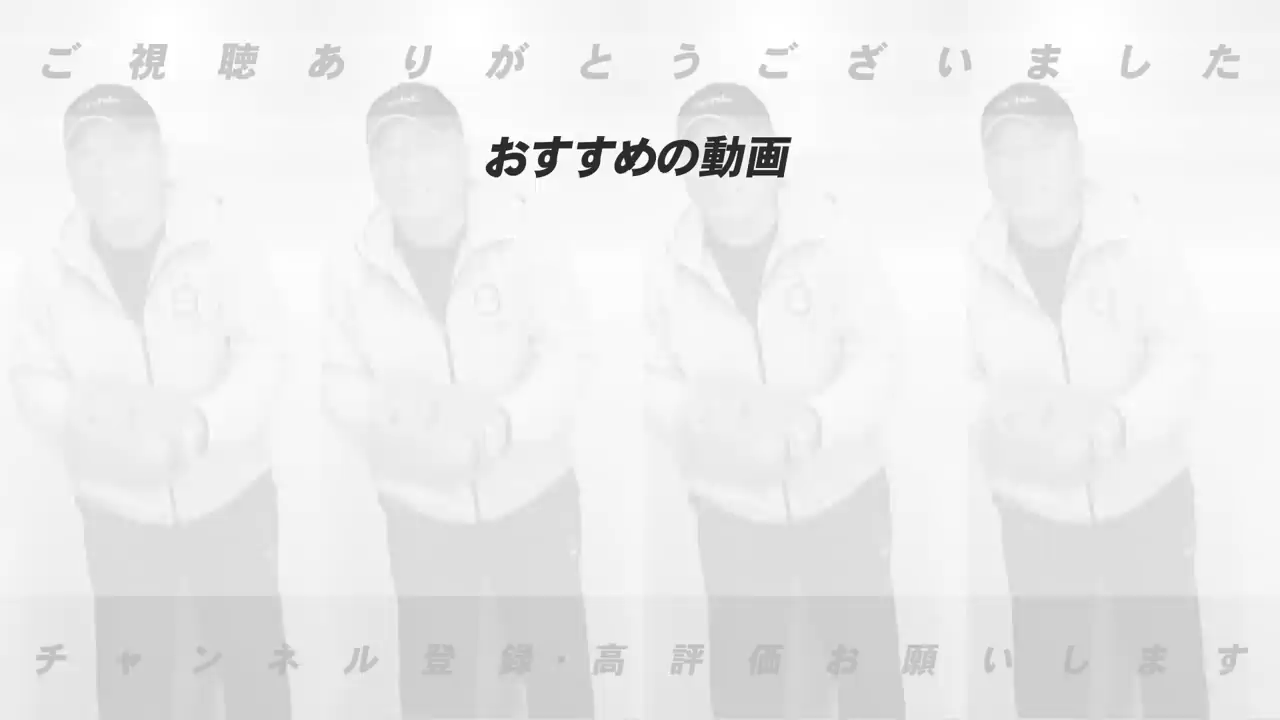 ご視聴ありがとうございました
おすすめの動画
チャンネル登録・高評価お願いします